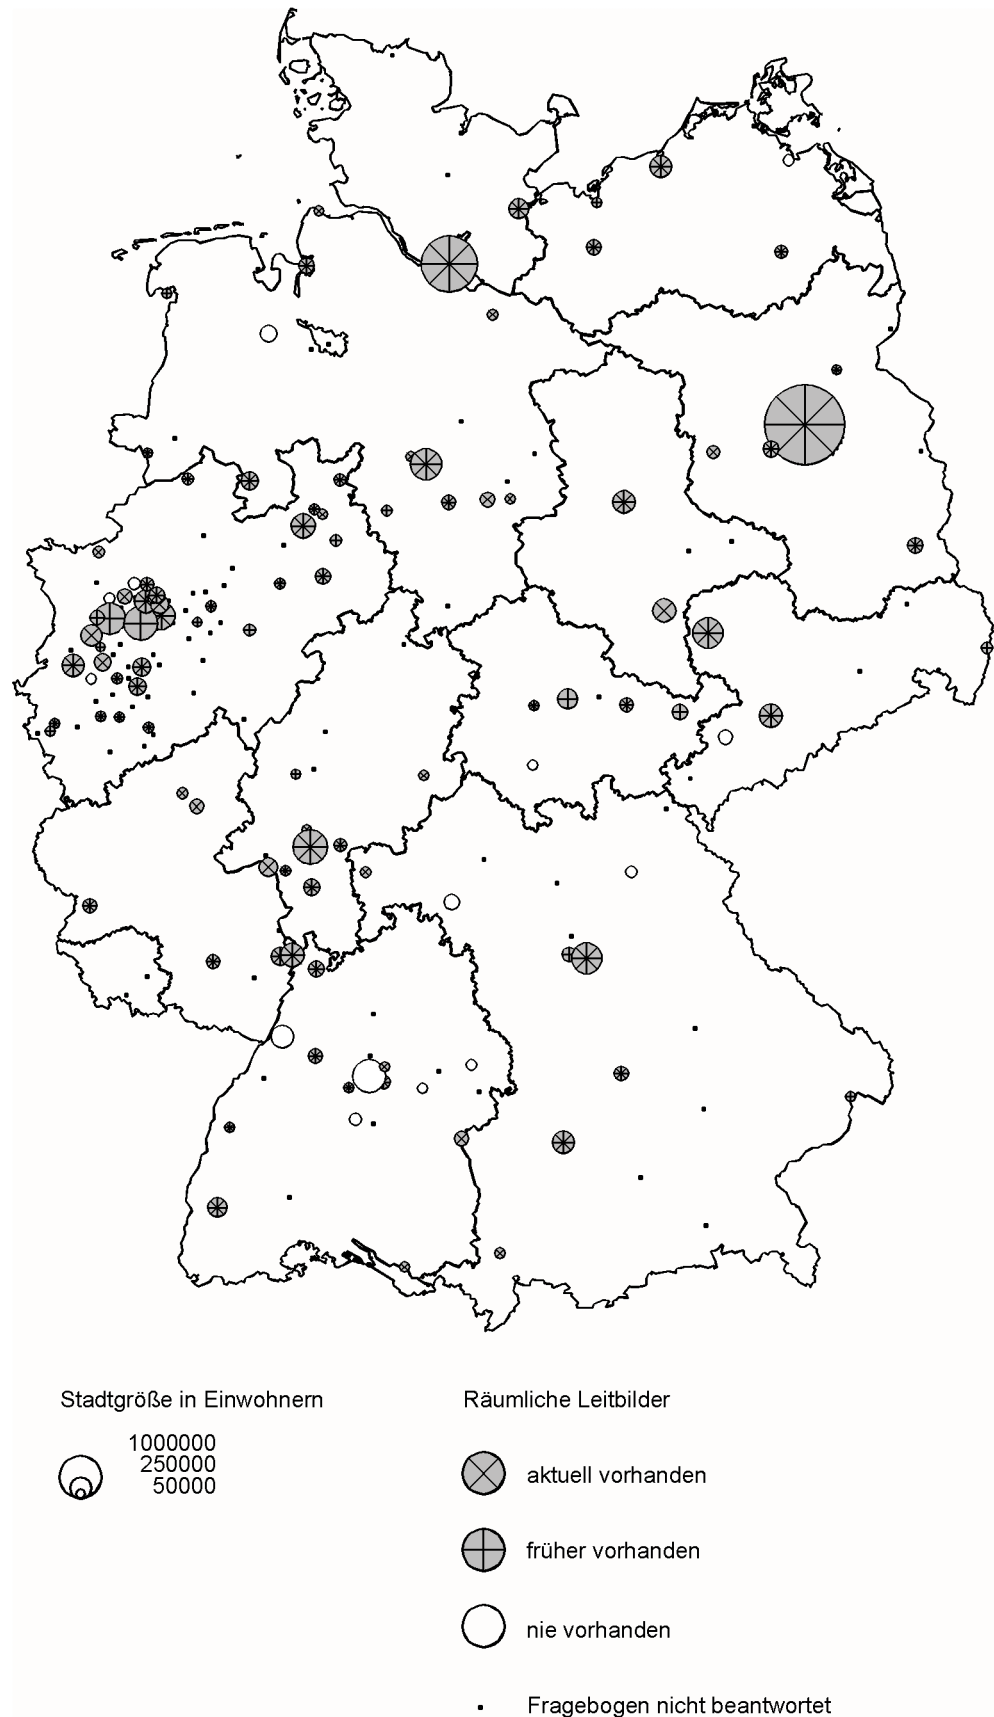 Stadtgröße in Einwohnern
1000000
250000
50000
Räumliche Leitbilder
aktuell vorhanden
früher vorhanden
nie vorhanden
Fragebogen nicht beantwortet